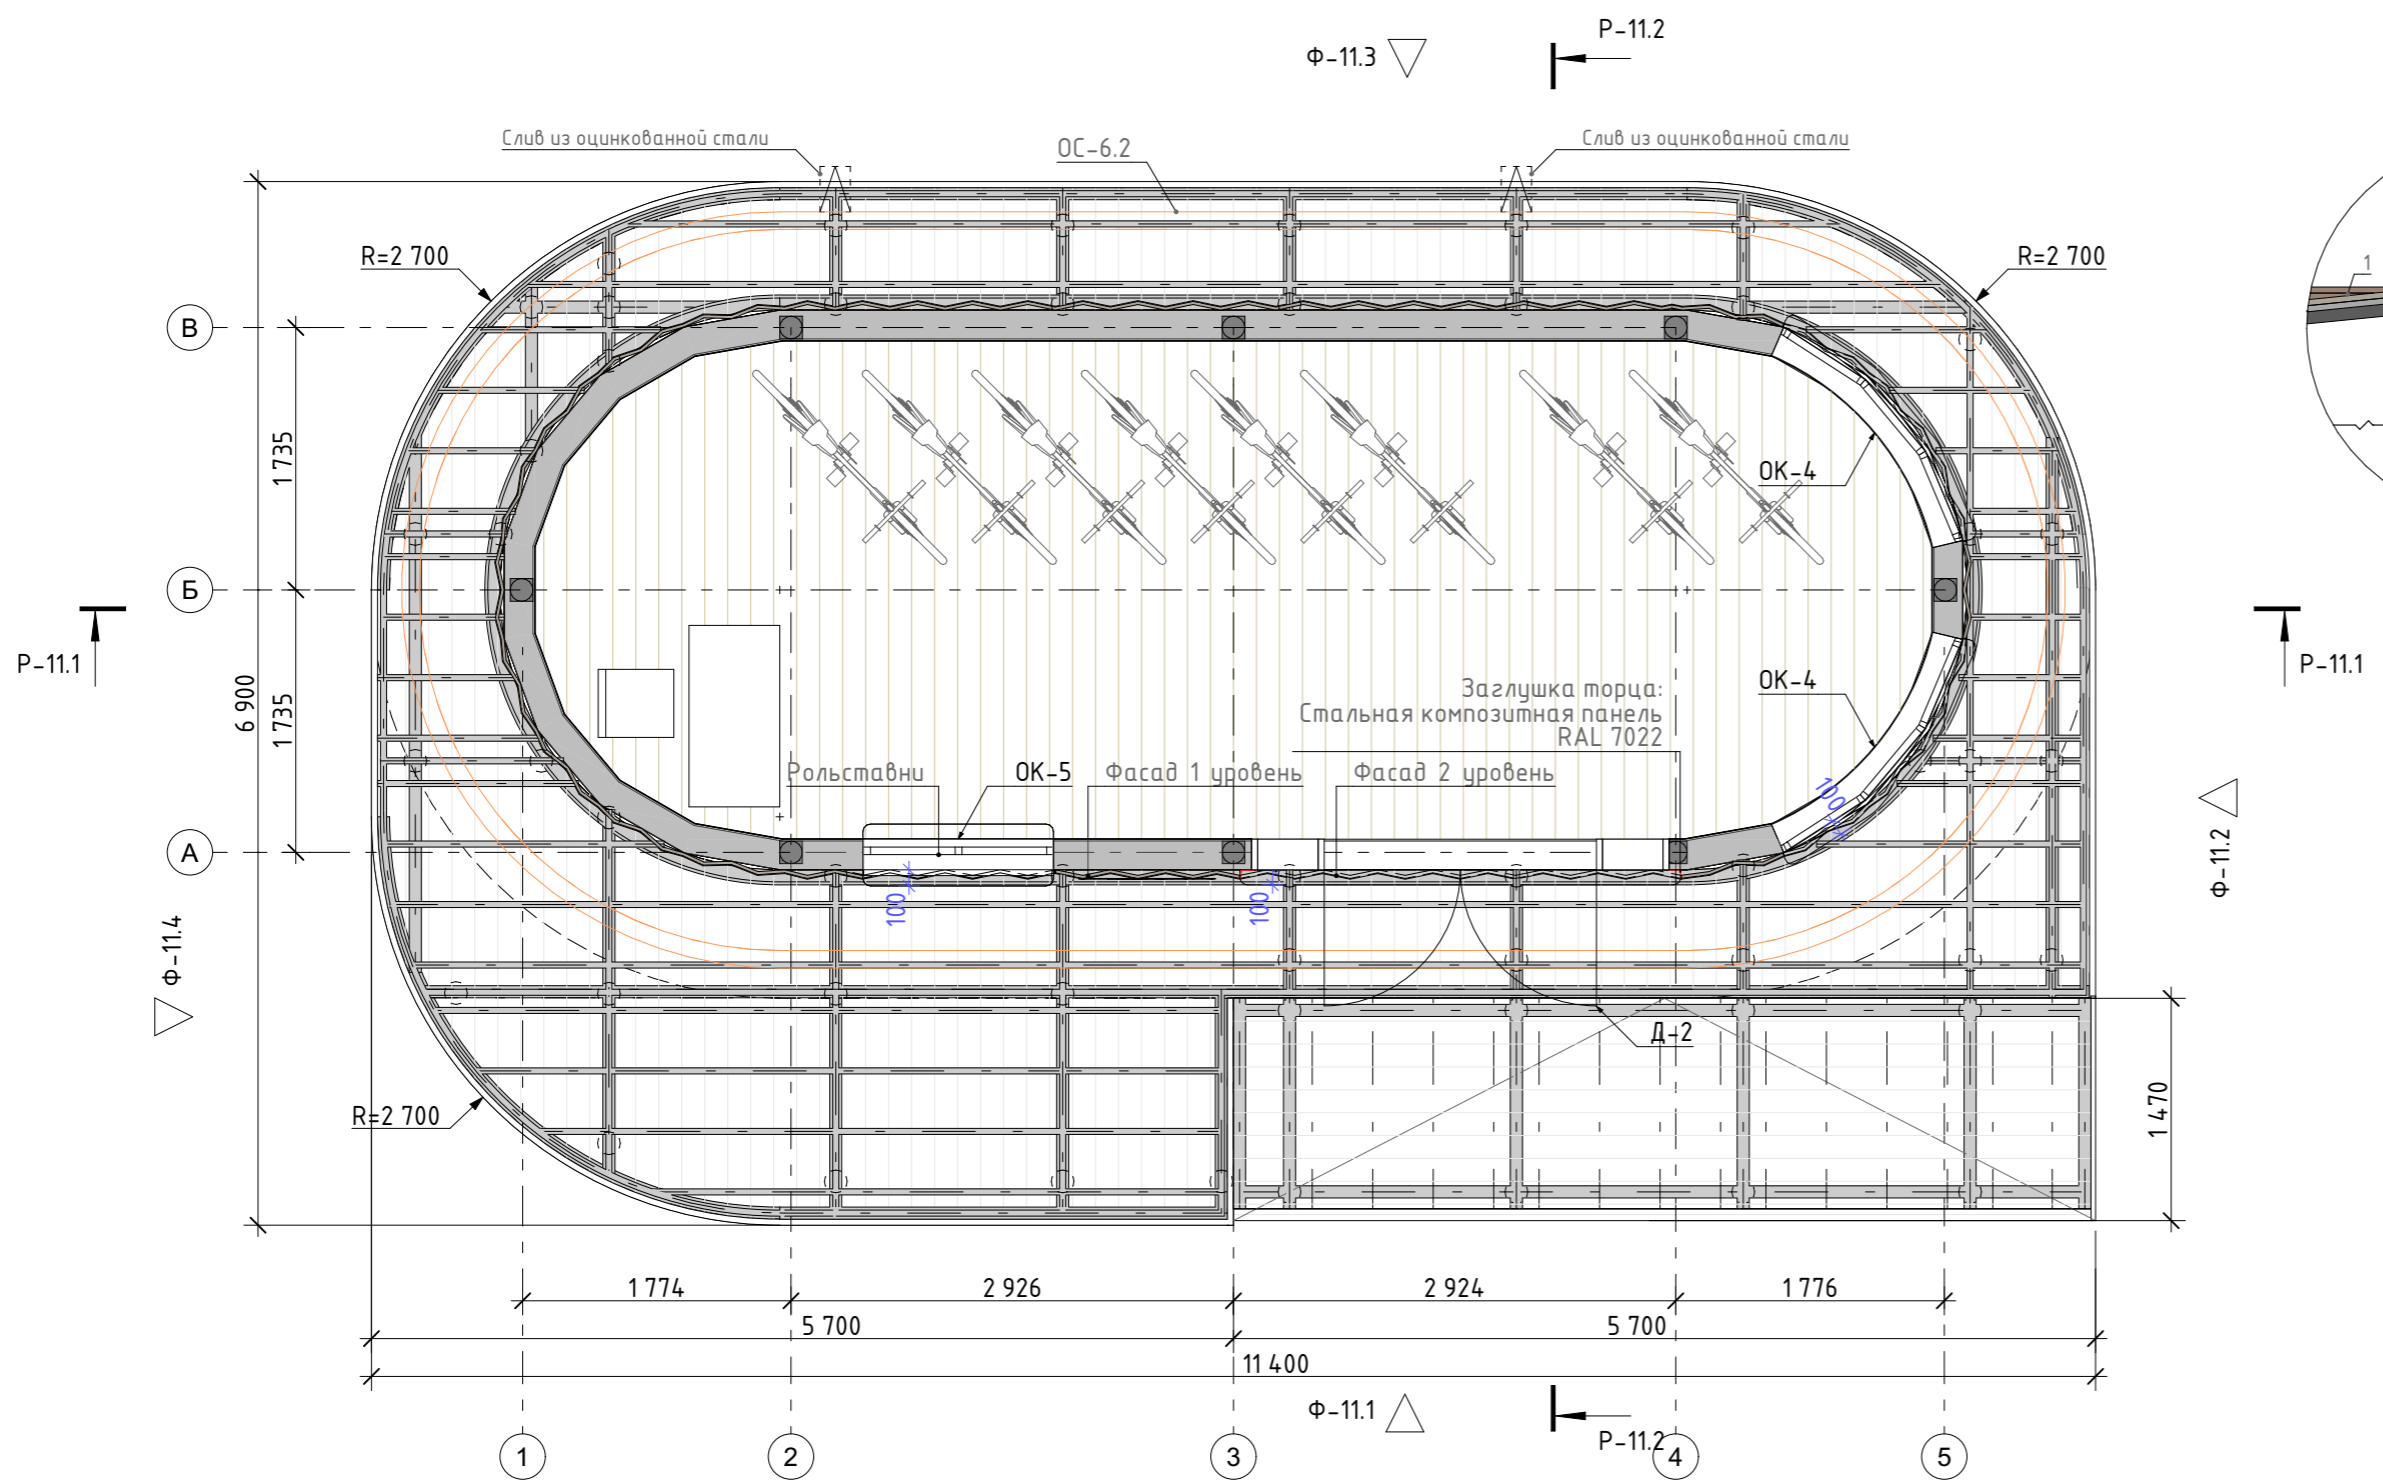 Р-11.2
Ф-11.3
Слив из оцинкованной стали
ОС-6.2
Слив из оцинкованной стали
R=2 700
R=2 700
1
В
1 735
ОК-4
Б
Р-11.1
Р-11.1
6 900
1 735
ОК-4
Заглушка торца:
Стальная композитная панель
RAL 7022
Рольставни
ОК-5
Фасад 1 уровень
Фасад 2 уровень
100
А
Ф-11.2
100
100
Ф-11.4
Д-2
R=2 700
1 470
1 774
2 926
2 924
1 776
5 700
5 700
11 400
Ф-11.1
Р-11.2
1
2
3
4
5